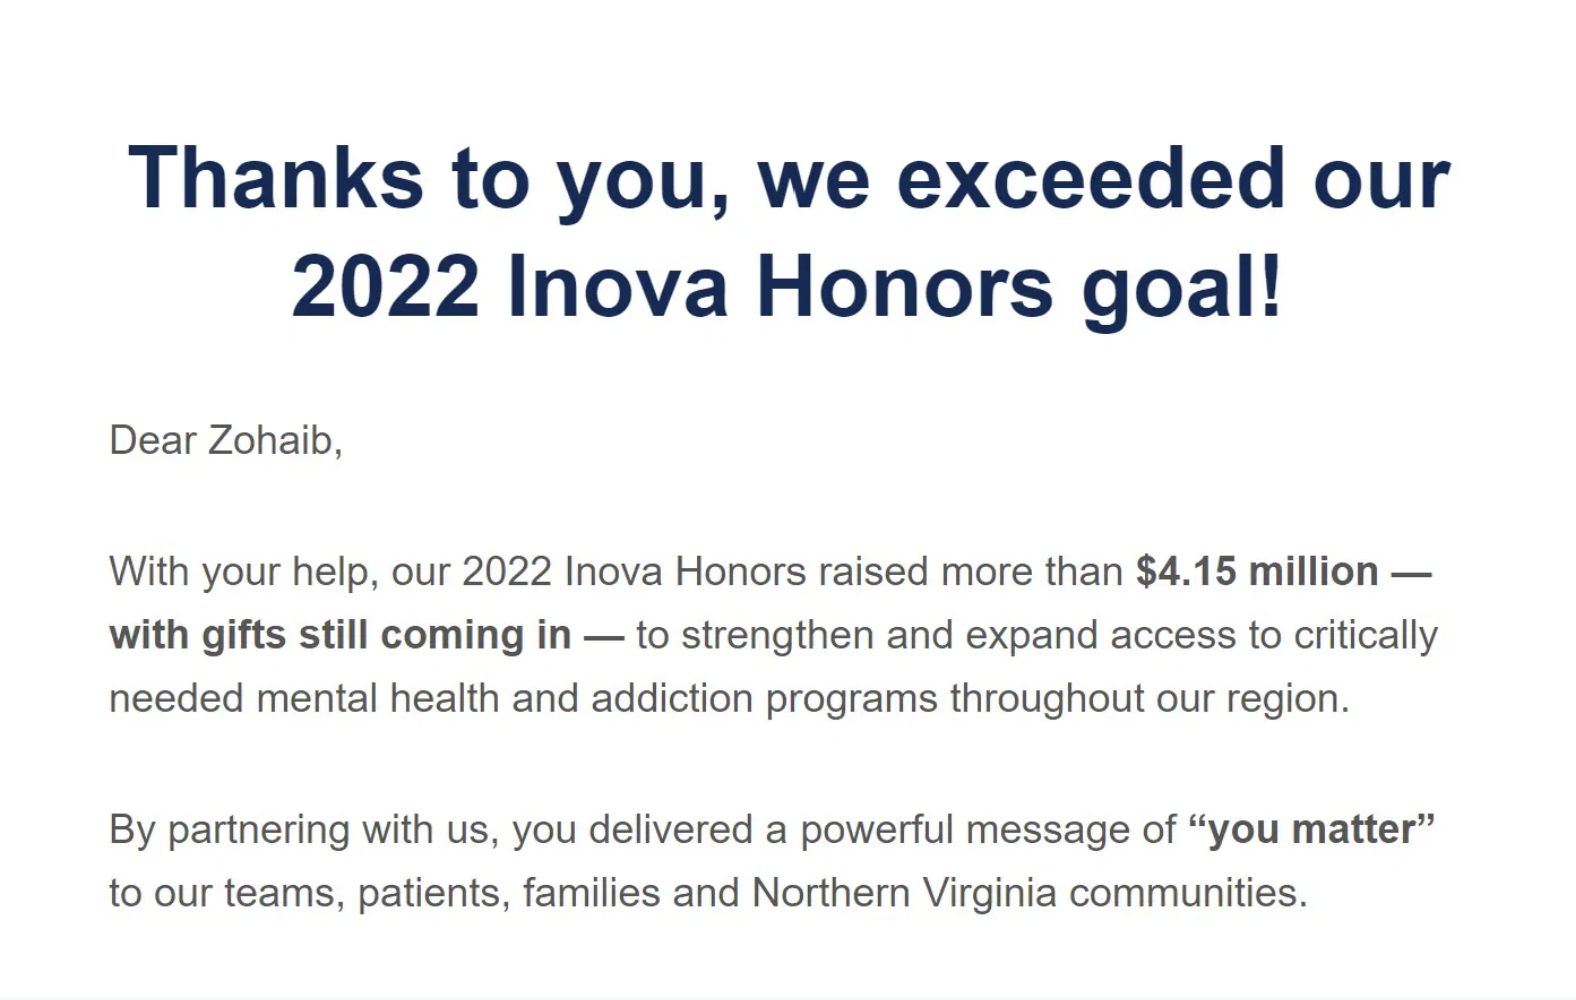 Thanks to you, we exceeded our
2022 Inova Honors goal!
Dear Zohaib,
With your help, our 2022 Inova Honors raised more than $4.15 million —
with gifts still coming in — to strengthen and expand access to critically
needed mental health and addiction programs throughout our region.
By partnering with us, you delivered a powerful message of “you matter”
to our teams, patients, families and Northern Virginia communities.